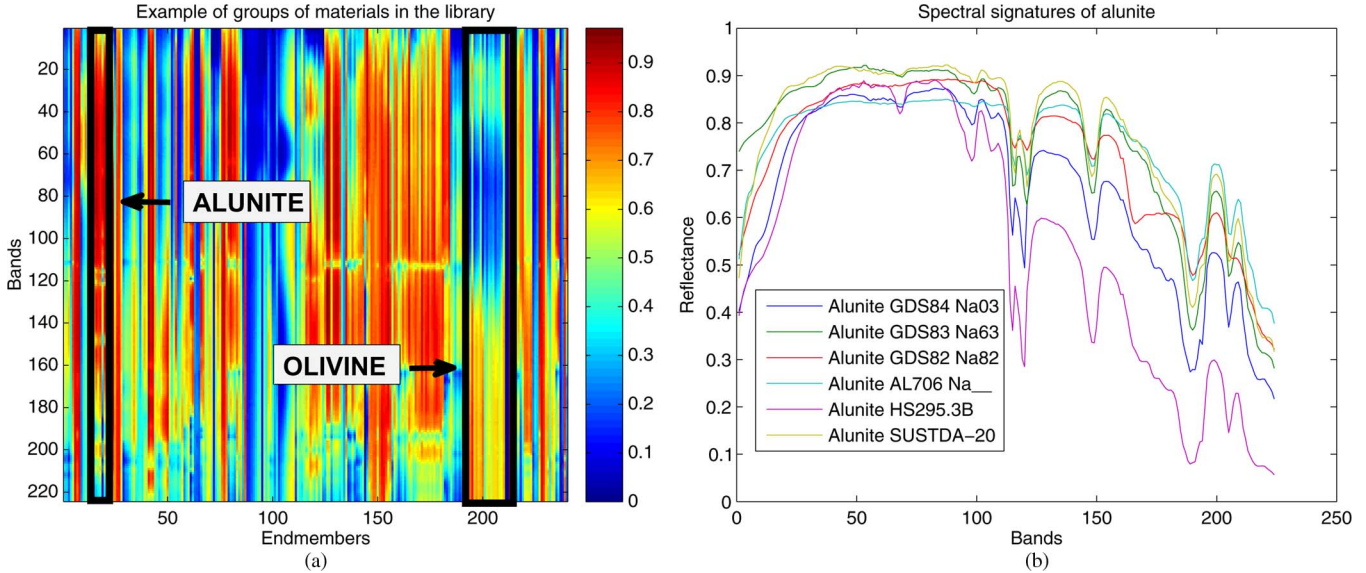 Example of groups of materials in the library
20
40
60
80
100
120
140
160
180
200
220
Bands
50
100
150
200
Endmembers
ALUNITE
OLIVINE
0.9
0.8
0.7
0.6
0.5
0.4
0.3
0.2
0.1
0
(a)
Spectral signatures of alunite
1
0.9
0.8
0.7
0.6
0.5
0.4
0.3
0.2
0.1
0
Reflectance
Alunite GDS84 Na03
Alunite GDS83 Na63
Alunite GDS82 Na82
Alunite AL706 Na__
Alunite HS295.3B
Alunite SUSTDA-20
0
50
100
150
200
250
Bands
(b)